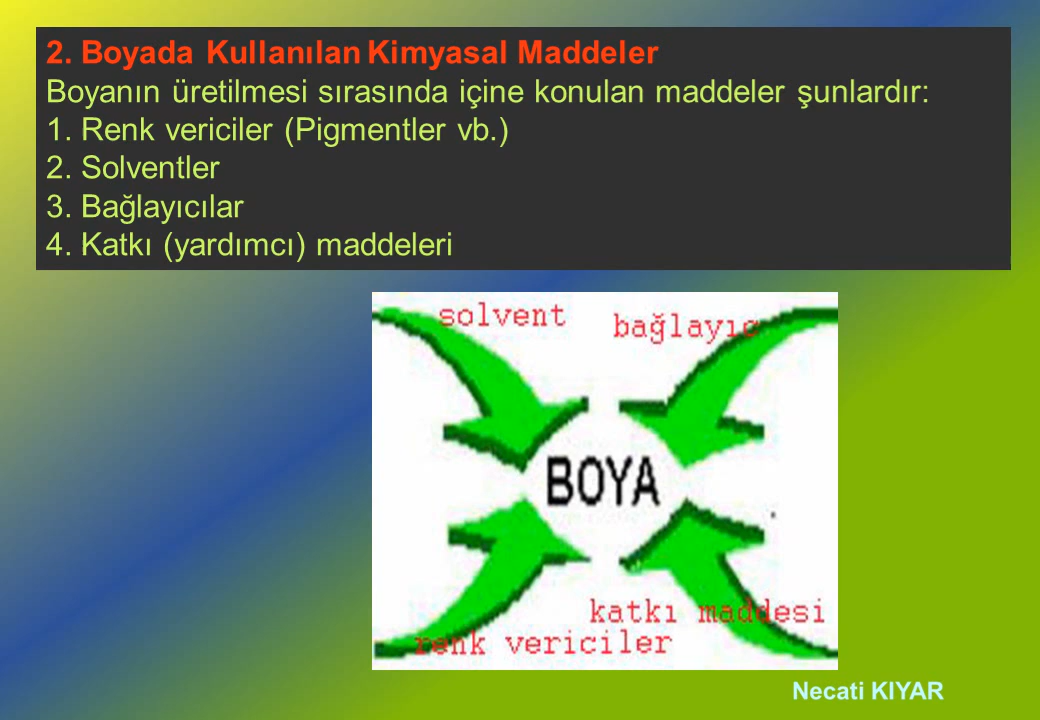 2. Boyada Kullanılan Kimyasal Maddeler
Boyanın üretilmesi sırasında içine konulan maddeler şunlardır:
1. Renk vericiler (Pigmentler vb.)
2. Solventler
3. Bağlayıcılar
4. Katkı (yardımcı) maddeleri
solvent
bağlayıc
BOYA
katkı maddesi
renk vericiler
Necati KIYAR